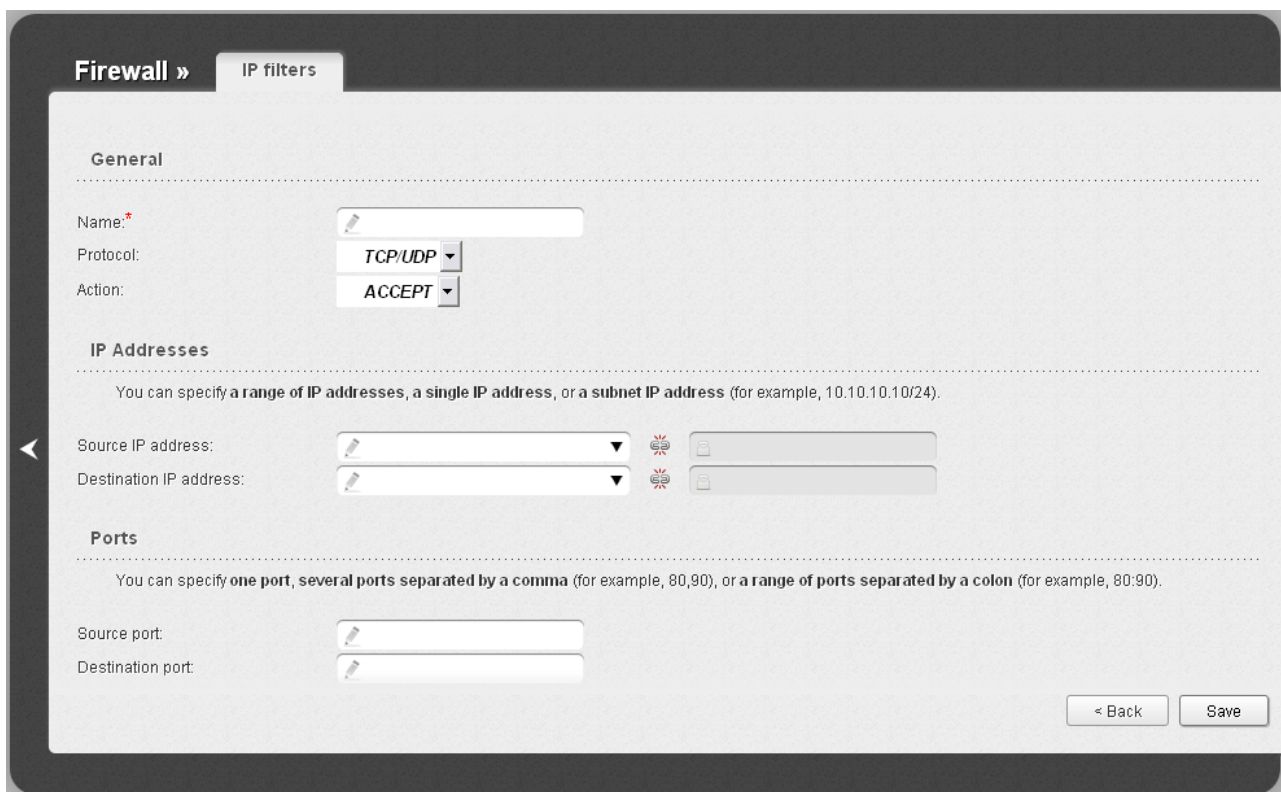 Firewall » IP filters
General
Name:*
Protocol: TCP/UDP
Action: ACCEPT
IP Addresses
You can specify a range of IP addresses, a single IP address, or a subnet IP address (for example, 10.10.10.10/24).
Source IP address:
Destination IP address:
Ports
You can specify one port, several ports separated by a comma (for example, 80,90), or a range of ports separated by a colon (for example, 80:90).
Source port:
Destination port:
< Back Save